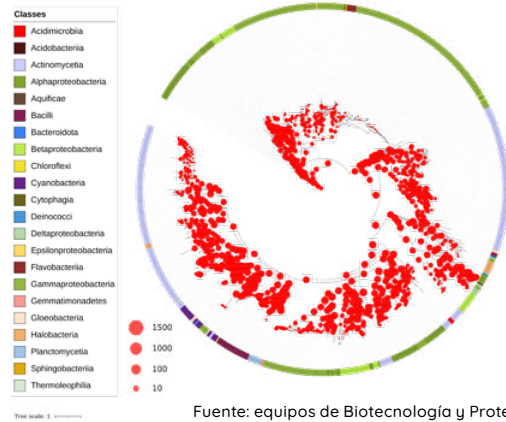 Classes
Acidimicrobiia
Acidobacteriia
Actinomycetia
Alphaproteobacteria
Aquificae
Bacilli
Bacteroidota
Betaproteobacteria
Chloroflexi
Cyanobacteria
Cytophagia
Deinococci
Deltaproteobacteria
Epsilonproteobacteria
Flavobacteriia
Gammaproteobacteria
Gemmatimonadetes
Gloeobacteria
Halobacteria
Planctomycetia
Sphingobacteriia
Thermoleophilia
1500
1000
100
10
Tree scale: 1
Fuente: equipos de Biotecnología y Prote